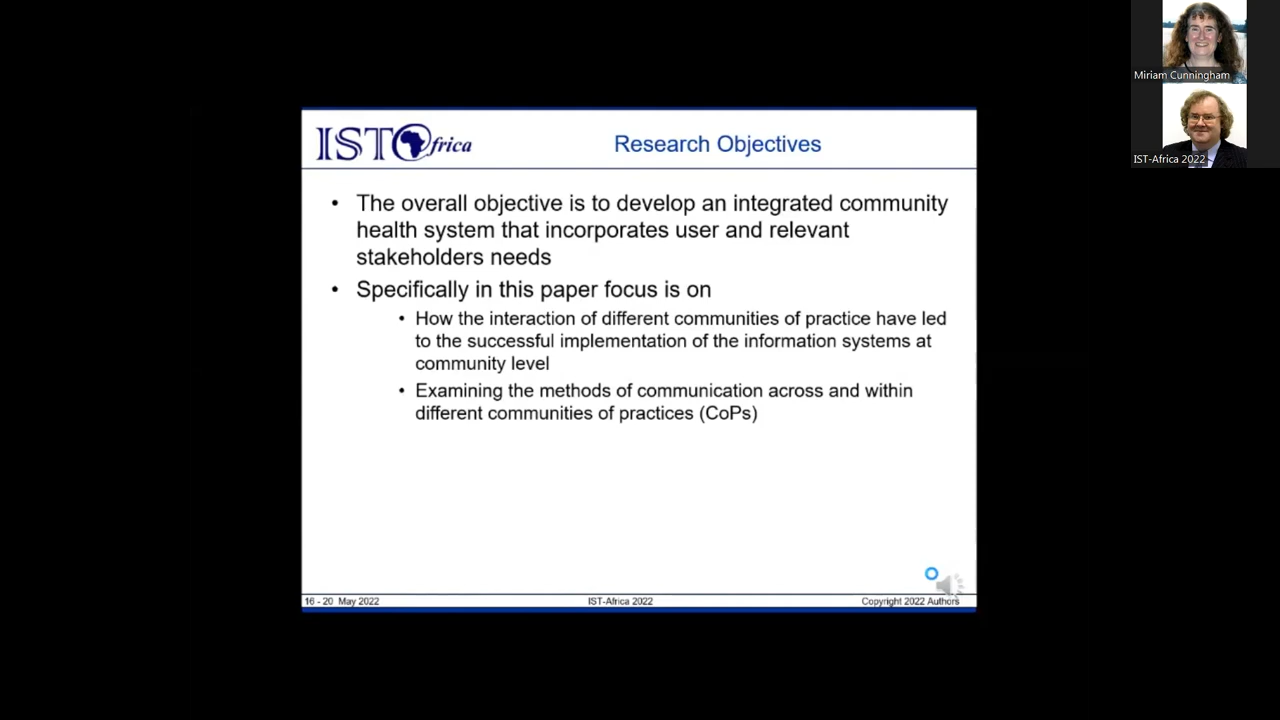 Miriam Cunningham
IST-Africa 2022
IST Africa
Research Objectives
• The overall objective is to develop an integrated community
health system that incorporates user and relevant
stakeholders needs
• Specifically in this paper focus is on
• How the interaction of different communities of practice have led
to the successful implementation of the information systems at
community level
• Examining the methods of communication across and within
different communities of practices (CoPs)
16 - 20 May 2022
IST-Africa 2022
Copyright 2022 Authors